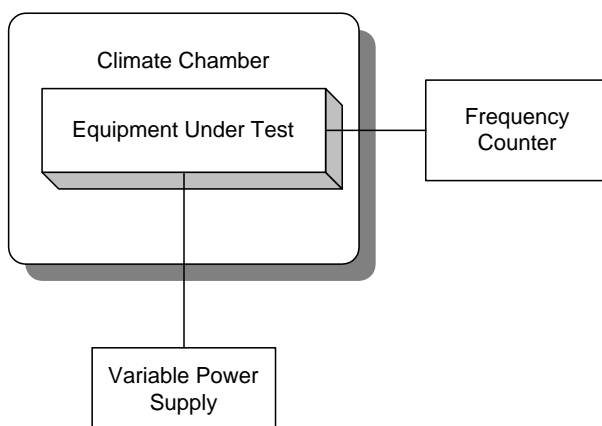 Climate Chamber
Equipment Under Test
Frequency
Counter
Variable Power
Supply